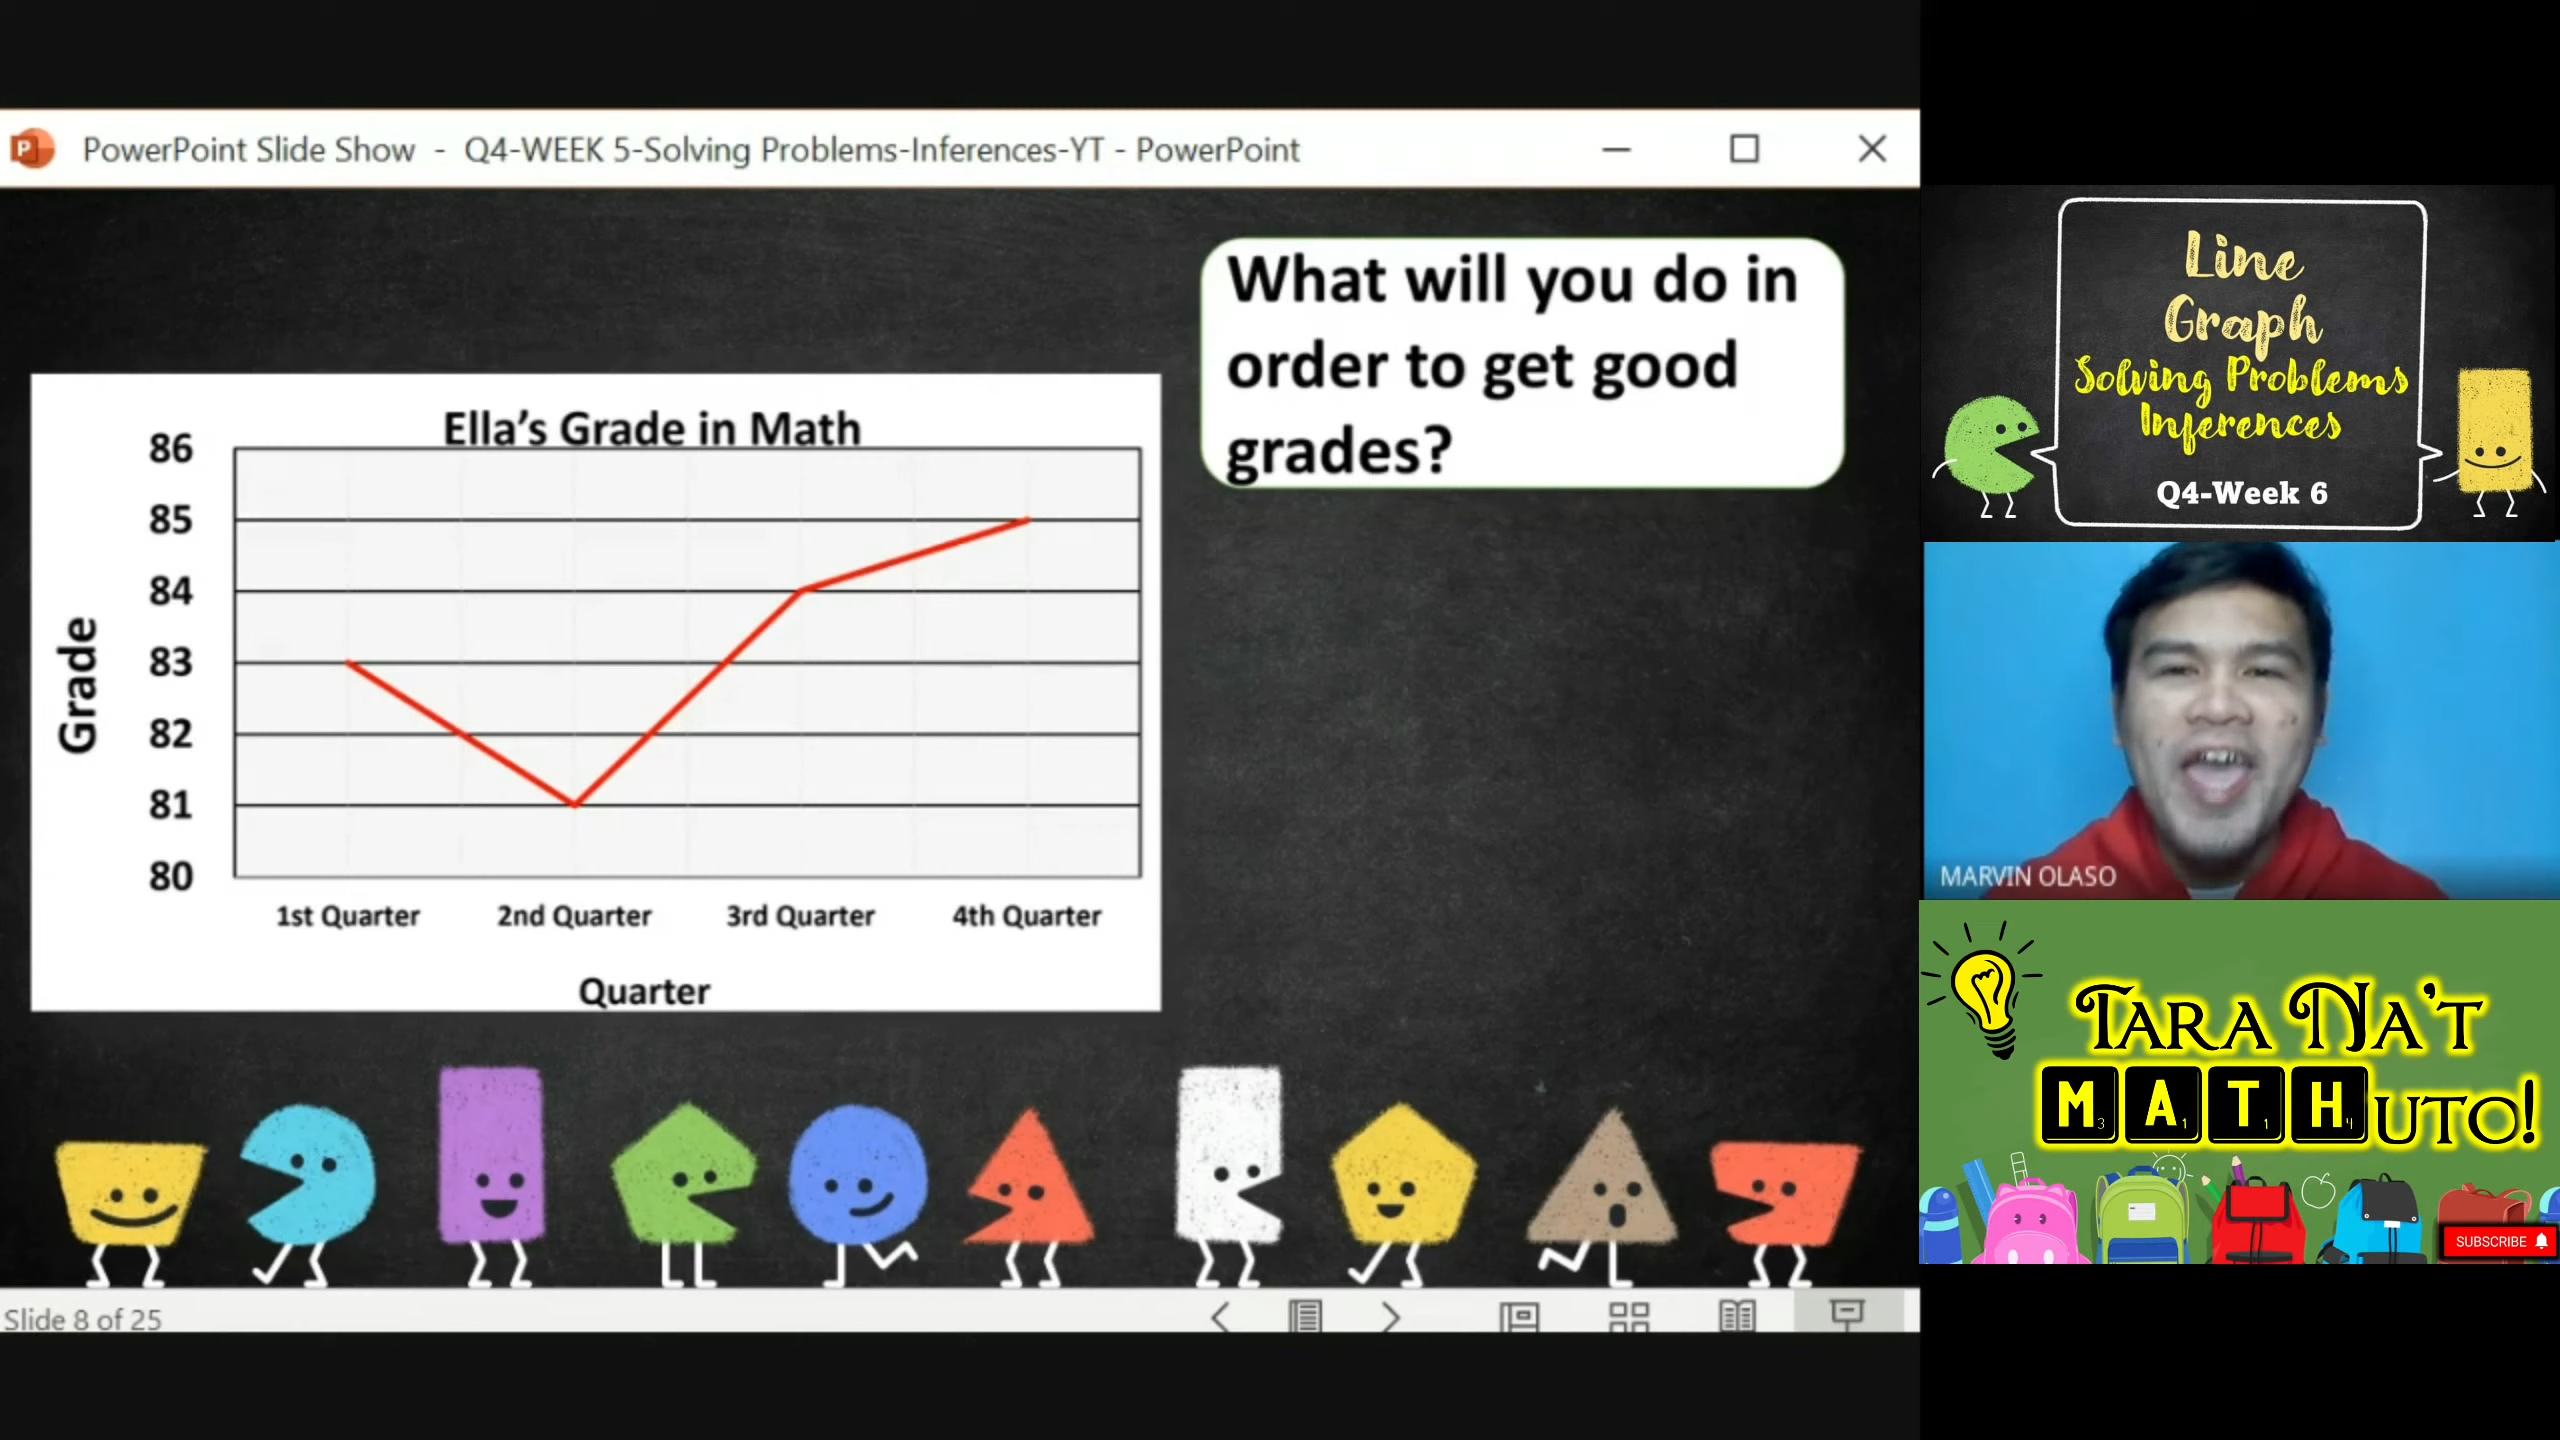 PowerPoint Slide Show - Q4-WEEK 5-Solving Problems-Inferences-YT - PowerPoint
What will you do in
order to get good
grades?
Ella's Grade in Math
86
85
84
83
82
81
80
Grade
1st Quarter 2nd Quarter 3rd Quarter 4th Quarter
Quarter
Slide 8 of 25
Line
Graph
Solving Problems
Inferences
Q4-Week 6
MARVIN OLASO
TARA NA'T
MATHUTO!
SUBSCRIBE